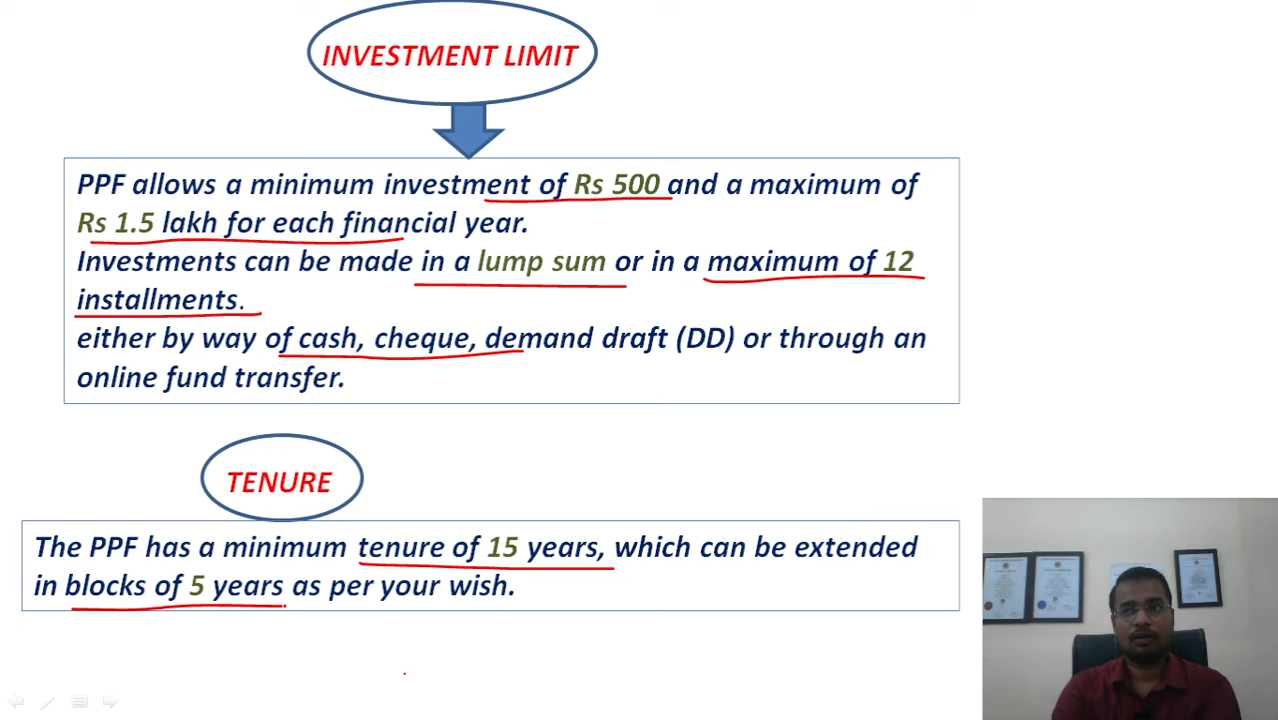 INVESTMENT LIMIT
PPF allows a minimum investment of Rs 500 and a maximum of
Rs 1.5 lakh for each financial year.
Investments can be made in a lump sum or in a maximum of 12
installments.
either by way of cash, cheque, demand draft (DD) or through an
online fund transfer.
TENURE
The PPF has a minimum tenure of 15 years, which can be extended
in blocks of 5 years as per your wish.